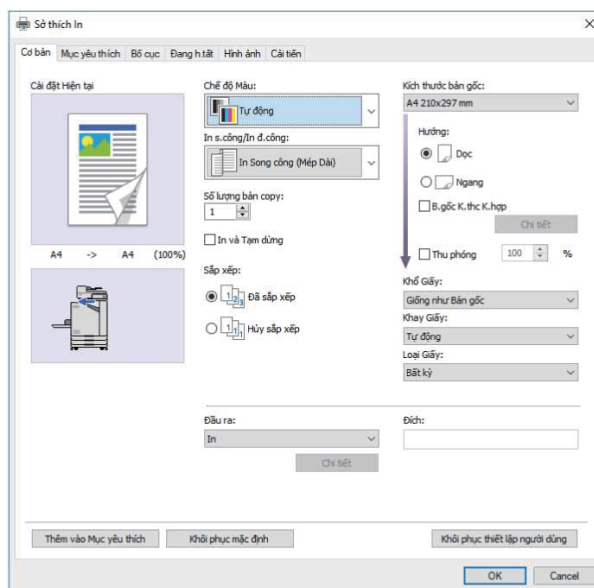 Sở thích In
Cơ bản Mục yêu thích Bố cục Đang h.tất Hình ảnh Cải tiến
Cài đặt Hiện tại
A4 -> A4 (100%)
Chế độ Màu:
Tự động
In s.công/In đ.công:
In Song công (Mép Dài)
Số lượng bản copy:
1
In và Tạm dừng
Sắp xếp:
Đã sắp xếp
Hủy sắp xếp
Kích thước bản gốc:
A4 210x297 mm
Hướng:
Dọc
Ngang
B.gốc K.thc K.hợp
Chi tiết
Thu phóng 100 %
Khổ Giấy:
Giống như Bản gốc
Khay Giấy:
Tự động
Loại Giấy:
Bất kỳ
Đầu ra:
In
Chi tiết
Đích:
Thêm vào Mục yêu thích Khôi phục mặc định Khôi phục thiết lập người dùng
OK Cancel